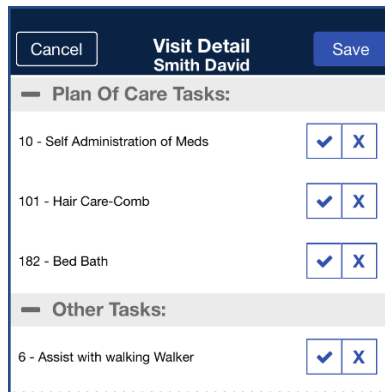 Cancel
Visit Detail
Smith David
Save
Plan Of Care Tasks:
10 - Self Administration of Meds
X
101 - Hair Care-Comb
X
182 - Bed Bath
X
Other Tasks:
6 - Assist with walking Walker
X